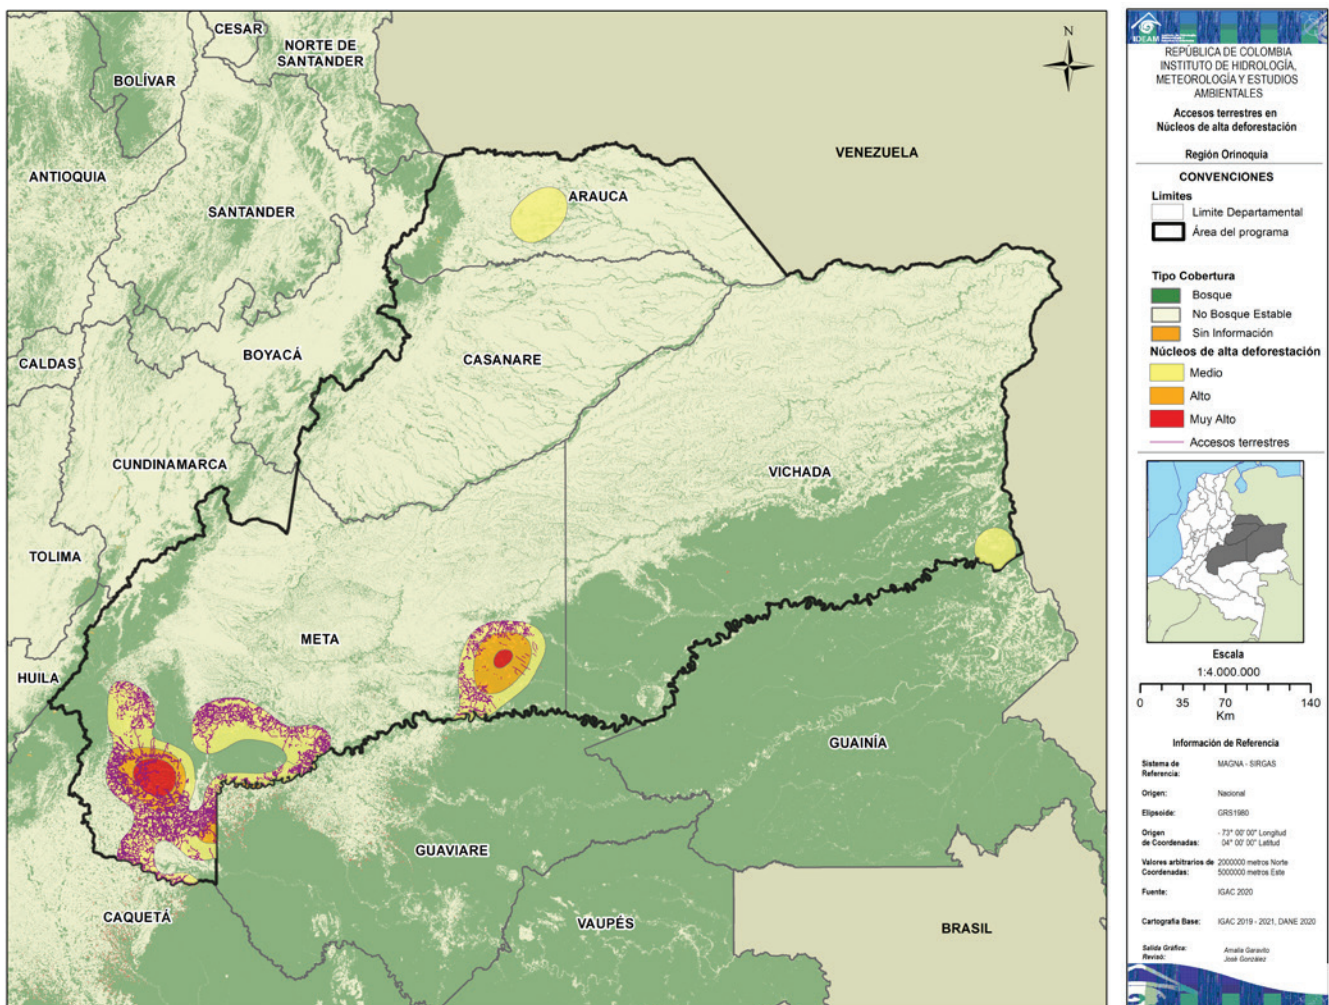 CESAR
NORTE DE
SANTANDER
BOLÍVAR
VENEZUELA
ANTIOQUIA
ARAUCA
SANTANDER
BOYACÁ
CASANARE
CALDAS
CUNDINAMARCA
VICHADA
TOLIMA
META
HUILA
GUAINÍA
GUAVIARE
CAQUETÁ
VAUPÉS
BRASIL
N
IDEAM
REPÚBLICA DE COLOMBIA
INSTITUTO DE HIDROLOGÍA,
METEOROLOGÍA Y ESTUDIOS
AMBIENTALES
Accesos terrestres en
Núcleos de alta deforestación
Región Orinoquia
CONVENCIONES
Limites
Limite Departamental
Área del programa
Tipo Cobertura
Bosque
No Bosque Estable
Sin Información
Núcleos de alta deforestación
Medio
Alto
Muy Alto
Accesos terrestres
Escala
1:4.000.000
0 35 70 140
Km
Información de Referencia
Sistema de Referencia: MAGNA - SIRGAS
Origen: Nacional
Elipsoide: GRS1980
Origen de Coordenadas: - 73° 00' 00" Longitud
04° 00' 00" Latitud
Valores arbitrarios de Coordenadas: 2000000 metros Norte
5000000 metros Este
Fuente: IGAC 2020
Cartografia Base: IGAC 2019 - 2021, DANE 2020
Salida Gráfica: Amalia Garavito
Revisó: José González